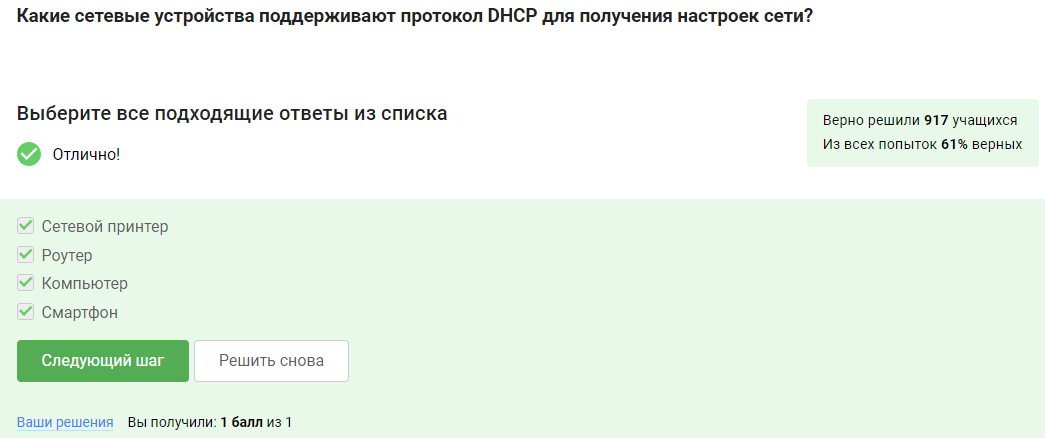 Какие сетевые устройства поддерживают протокол DHCP для получения настроек сети?
Выберите все подходящие ответы из списка
Верно решили 917 учащихся
Из всех попыток 61% верных
Отлично!
Сетевой принтер
Роутер
Компьютер
Смартфон
Следующий шаг
Решить снова
Ваши решения Вы получили: 1 балл из 1